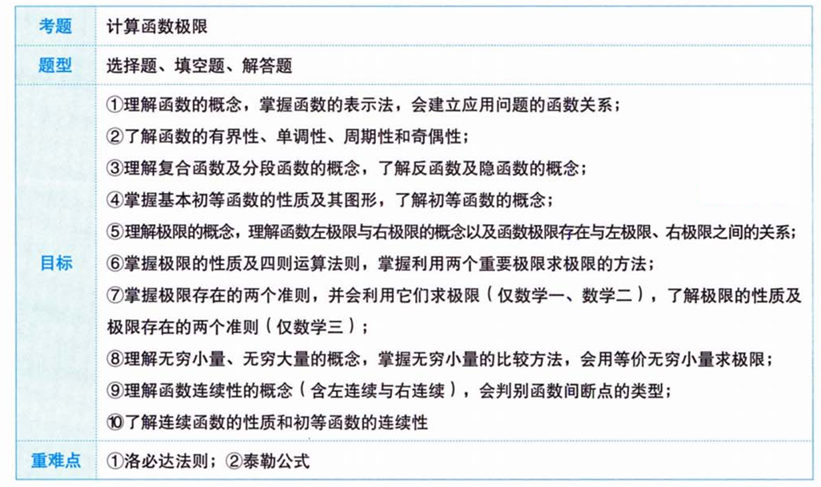 考题
计算函数极限
题型
选择题、填空题、解答题
目标
①理解函数的概念，掌握函数的表示法，会建立应用问题的函数关系；
②了解函数的有界性、单调性、周期性和奇偶性；
③理解复合函数及分段函数的概念，了解反函数及隐函数的概念；
④掌握基本初等函数的性质及其图形，了解初等函数的概念；
⑤理解极限的概念，理解函数左极限与右极限的概念以及函数极限存在与左极限、右极限之间的关系；
⑥掌握极限的性质及四则运算法则，掌握利用两个重要极限求极限的方法；
⑦掌握极限存在的两个准则，并会利用它们求极限（仅数学一、数学二），了解极限的性质及
极限存在的两个准则（仅数学三）；
⑧理解无穷小量、无穷大量的概念，掌握无穷小量的比较方法，会用等价无穷小量求极限；
⑨理解函数连续性的概念（含左连续与右连续），会判别函数间断点的类型；
⑩了解连续函数的性质和初等函数的连续性
重难点
①洛必达法则；②泰勒公式